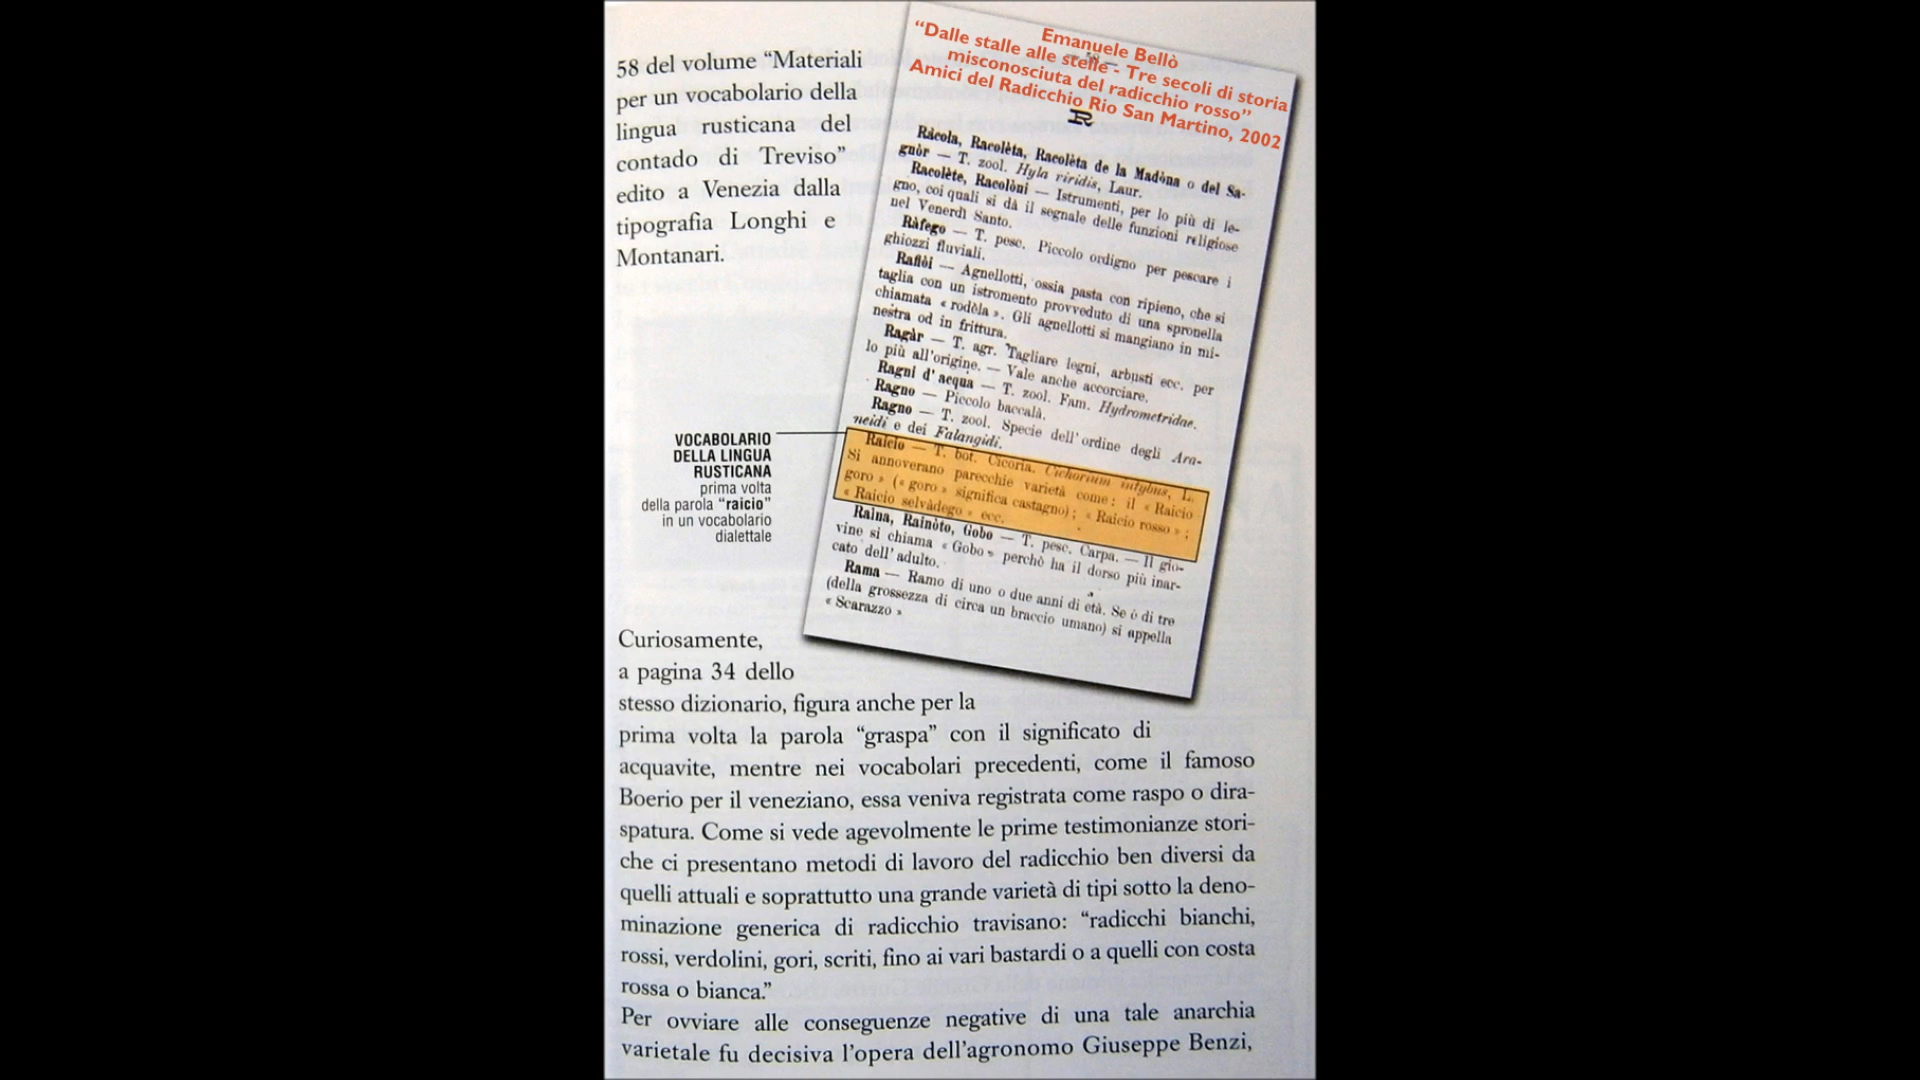 58 del volume “Materiali
per un vocabolario della
lingua rusticana del
contado di Treviso”
edito a Venezia dalla
tipografia Longhi e
Montanari.
Emanuele Bellò
“Dalle stalle alle stelle - Tre secoli di storia
misconosciuta del radicchio rosso”
Amici del Radicchio Rio San Martino, 2002
R
Ràcola, Racolèta, Racolèta de la Madòna o del Sa-
gnòr — T. zool. Hyla viridis, Laur.
Racolète, Racolòni — Istrumenti, per lo più di le-
gno, coi quali si dà il segnale delle funzioni religiose
nel Venerdì Santo.
Ràfego — T. pesc. Piccolo ordigno per pescare i
ghiozzi fluviali.
Rafiòi — Agnellotti, ossia pasta con ripieno, che si
taglia con un istromento provveduto di una spronella
chiamata « rodèla ». Gli agnellotti si mangiano in mi-
nestra od in frittura.
Ragàr — T. agr. Tagliare legni, arbusti ecc. per
lo più all'origine. — Vale anche accorciare.
Ragni d'acqua — T. zool. Fam. Hydrometridae.
Ragno — Piccolo baccalà.
Ragno — T. zool. Specie dell'ordine degli Ara-
neidi e dei Falangidi.
Raicio — T. bot. Cicoria. Cichorium intybus, L.
Si annoverano parecchie varietà come: il « Raicio
goro » (« goro » significa castagno); « Raicio rosso » ;
« Raicio selvàdego » ecc.
Raina, Rainòto, Gobo — T. pesc. Carpa. — Il gio-
vine si chiama « Gobo » perchè ha il dorso più inar-
cato dell'adulto.
Rama — Ramo di uno o due anni di età. Se è di tre
(della grossezza di circa un braccio umano) si appella
« Scarazzo »
VOCABOLARIO
DELLA LINGUA
RUSTICANA
prima volta
della parola “raicio”
in un vocabolario
dialettale
Curiosamente,
a pagina 34 dello
stesso dizionario, figura anche per la
prima volta la parola “graspa” con il significato di
acquavite, mentre nei vocabolari precedenti, come il famoso
Boerio per il veneziano, essa veniva registrata come raspo o dira-
spatura. Come si vede agevolmente le prime testimonianze stori-
che ci presentano metodi di lavoro del radicchio ben diversi da
quelli attuali e soprattutto una grande varietà di tipi sotto la deno-
minazione generica di radicchio travisano: “radicchi bianchi,
rossi, verdolini, gori, scriti, fino ai vari bastardi o a quelli con costa
rossa o bianca.”
Per ovviare alle conseguenze negative di una tale anarchia
varietale fu decisiva l’opera dell’agronomo Giuseppe Benzi,